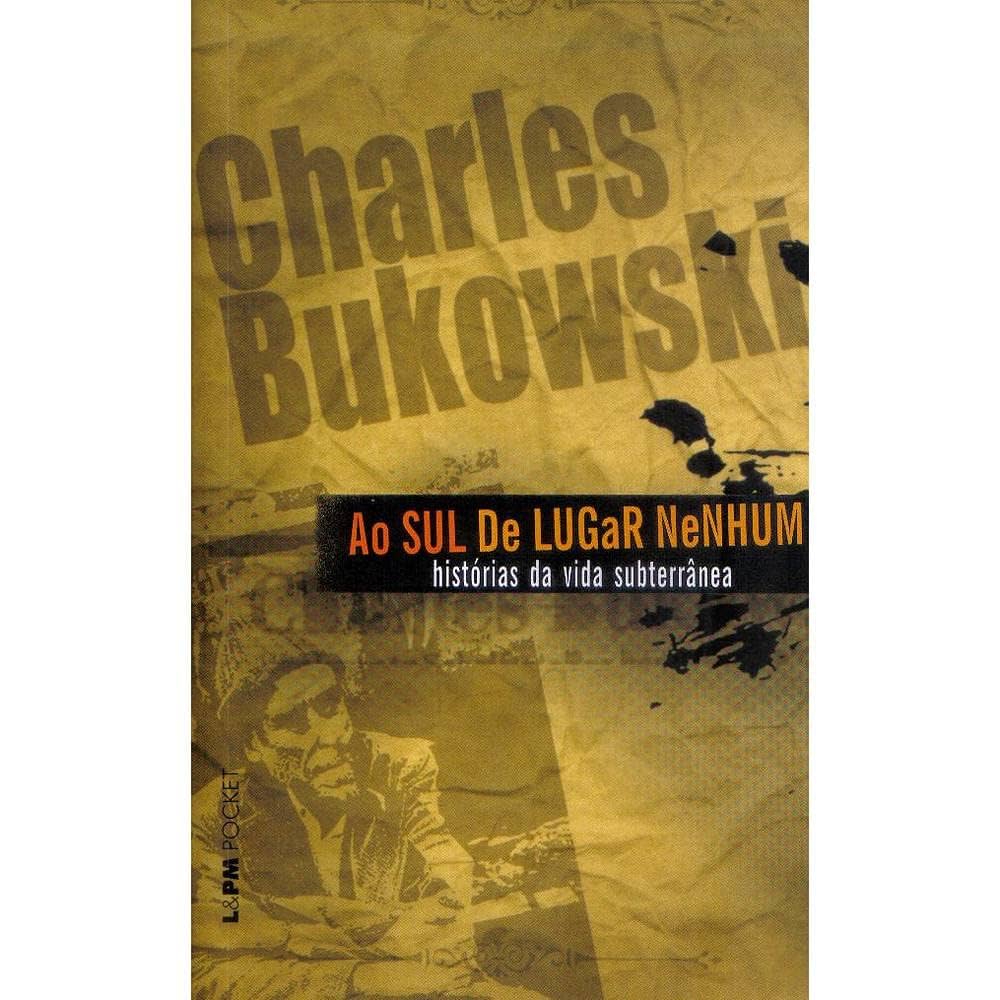 Charles
Bukowski
Ao SUL De LUGaR NeNHUM
histórias da vida subterrânea
L&PM POCKET